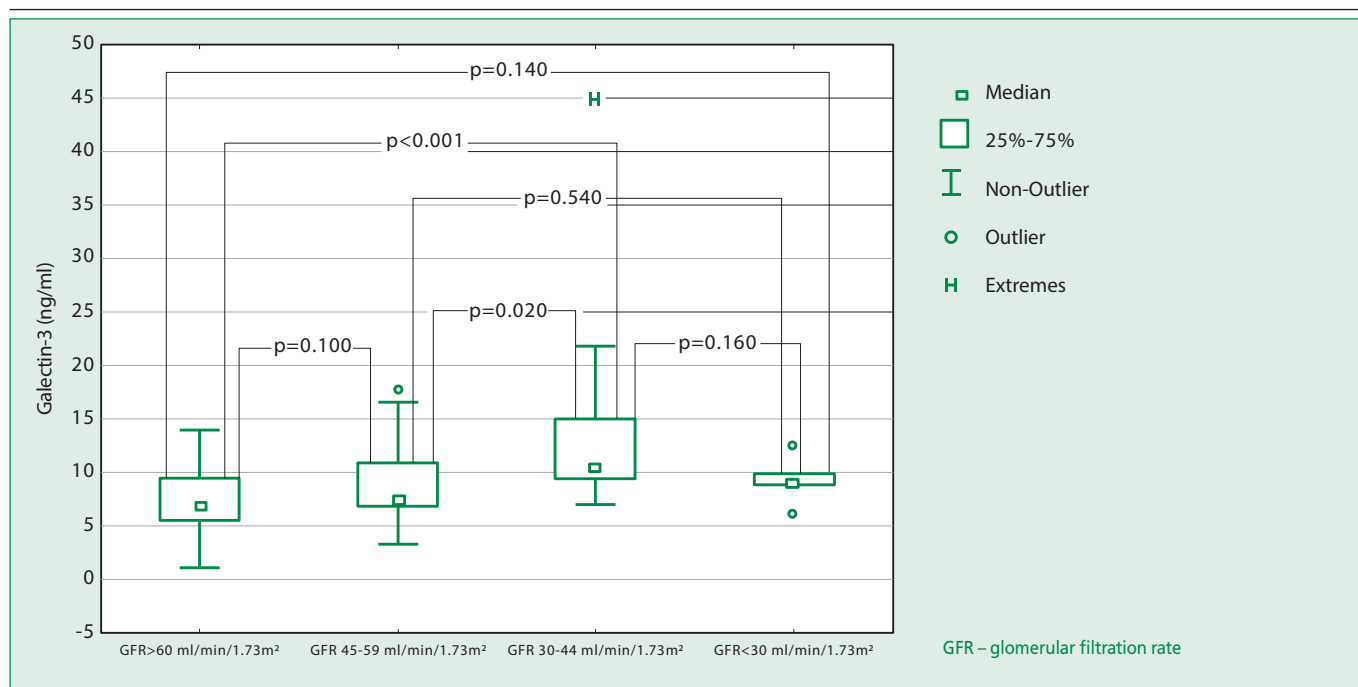 50
45
40
35
30
25
20
15
10
5
0
-5
Galectin-3 (ng/ml)
p=0.140
p<0.001
p=0.540
p=0.020
p=0.100
p=0.160
GFR>60 ml/min/1.73m²
GFR 45-59 ml/min/1.73m²
GFR 30-44 ml/min/1.73m²
GFR<30 ml/min/1.73m²
Median
25%-75%
Non-Outlier
Outlier
Extremes
GFR – glomerular filtration rate